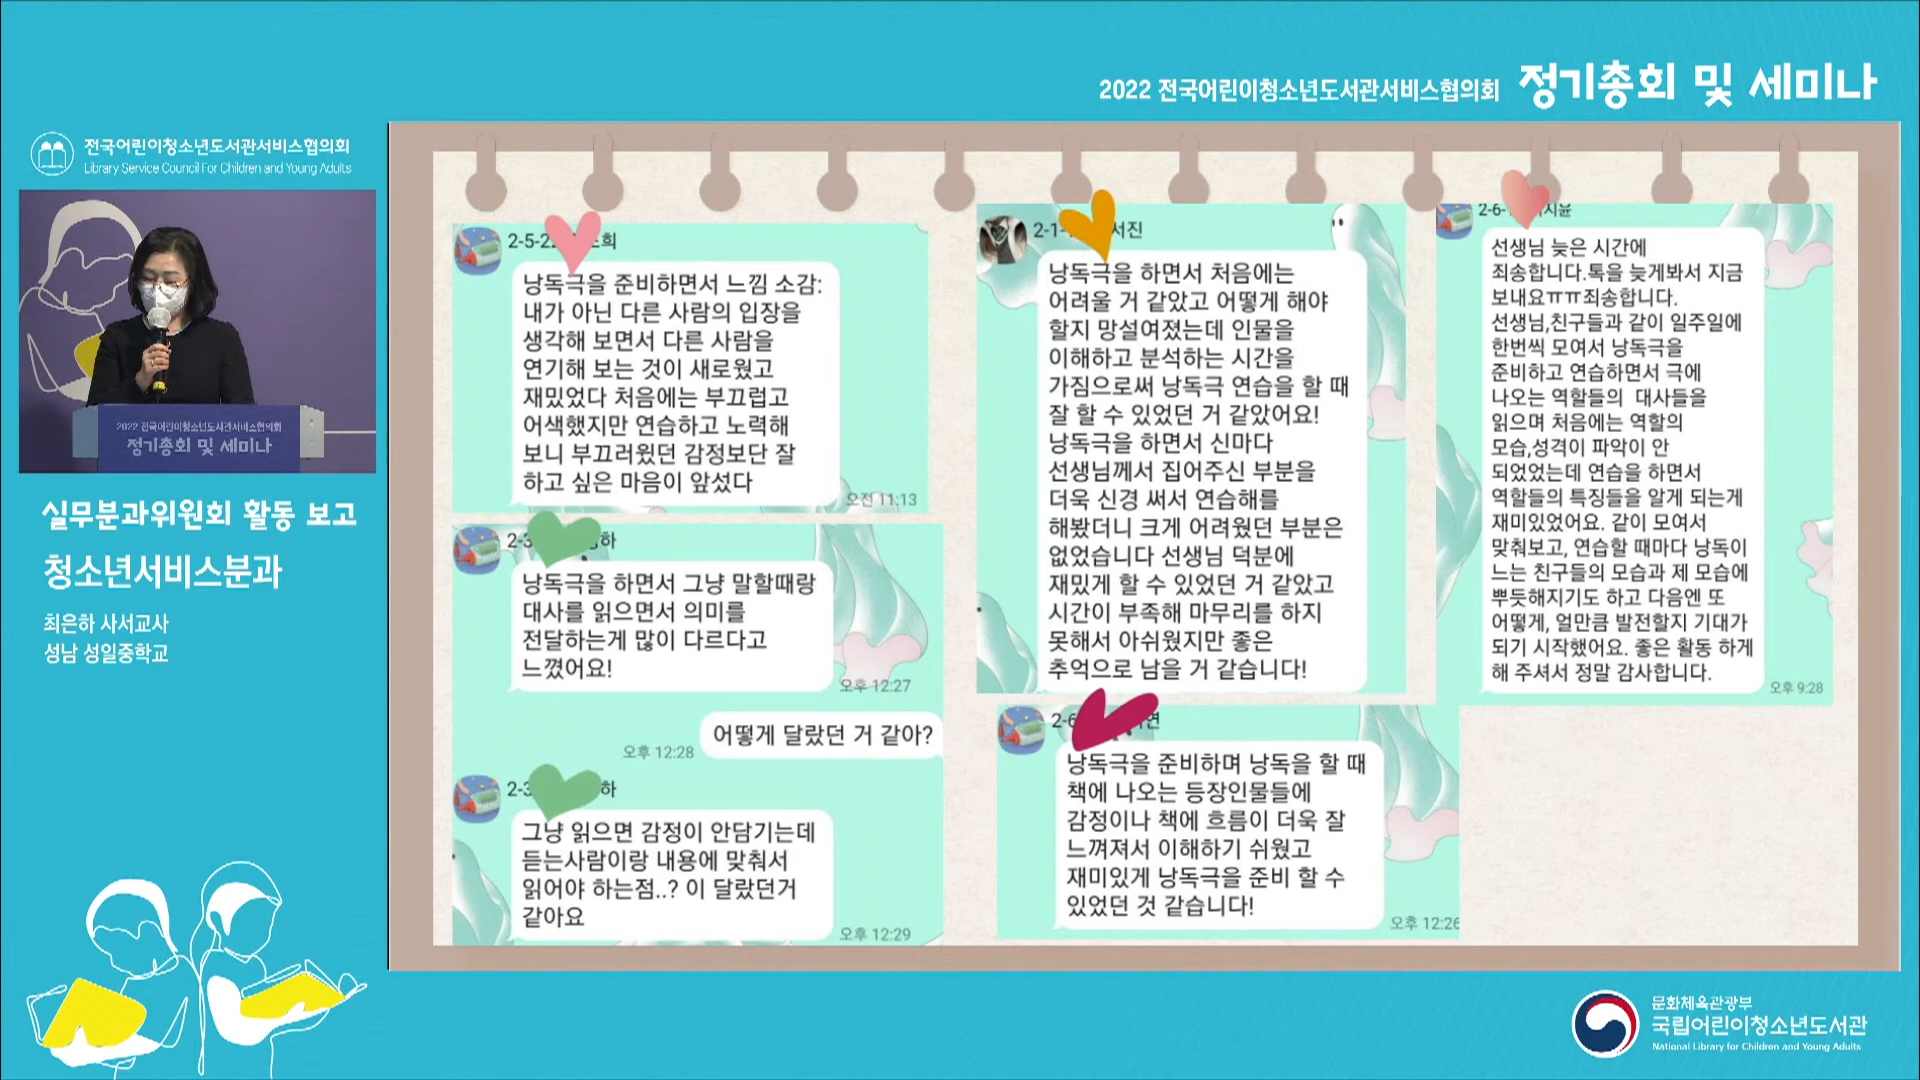 2022 전국어린이청소년도서관서비스협의회 정기총회 및 세미나
전국어린이청소년도서관서비스협의회
Library Service Council For Children and Young Adults
2022 전국어린이청소년도서관서비스협의회
정기총회 및 세미나
실무분과위원회 활동 보고
청소년서비스분과
최은하 사서교사
성남 성일중학교
낭독극을 준비하면서 느낌 소감:
내가 아닌 다른 사람의 입장을
생각해 보면서 다른 사람을
연기해 보는 것이 새로웠고
재밌었다 처음에는 부끄럽고
어색했지만 연습하고 노력해
보니 부끄러웠던 감정보단 잘
하고 싶은 마음이 앞섰다
오전 11:13
낭독극을 하면서 그냥 말할때랑
대사를 읽으면서 의미를
전달하는게 많이 다르다고
느꼈어요!
오후 12:27
어떻게 달랐던 거 같아?
오후 12:28
그냥 읽으면 감정이 안담기는데
듣는사람이랑 내용에 맞춰서
읽어야 하는점..? 이 달랐던거
같아요
오후 12:29
서진
낭독극을 하면서 처음에는
어려울 거 같았고 어떻게 해야
할지 망설여졌는데 인물을
이해하고 분석하는 시간을
가짐으로써 낭독극 연습을 할 때
잘 할 수 있었던 거 같았어요!
낭독극을 하면서 신마다
선생님께서 집어주신 부분을
더욱 신경 써서 연습해를
해봤더니 크게 어려웠던 부분은
없었습니다 선생님 덕분에
재밌게 할 수 있었던 거 같았고
시간이 부족해 마무리를 하지
못해서 아쉬웠지만 좋은
추억으로 남을 거 같습니다!
낭독극을 준비하며 낭독을 할 때
책에 나오는 등장인물들에
감정이나 책에 흐름이 더욱 잘
느껴져서 이해하기 쉬웠고
재미있게 낭독극을 준비 할 수
있었던 것 같습니다!
오후 12:26
선생님 늦은 시간에
죄송합니다.톡을 늦게봐서 지금
보내요ㅠㅠ죄송합니다.
선생님,친구들과 같이 일주일에
한번씩 모여서 낭독극을
준비하고 연습하면서 극에
나오는 역할들의 대사들을
읽으며 처음에는 역할의
모습,성격이 파악이 안
되었었는데 연습을 하면서
역할들의 특징들을 알게 되는게
재미있었어요. 같이 모여서
맞춰보고, 연습할 때마다 낭독이
느는 친구들의 모습과 제 모습에
뿌듯해지기도 하고 다음엔 또
어떻게, 얼만큼 발전할지 기대가
되기 시작했어요. 좋은 활동 하게
해 주셔서 정말 감사합니다.
오후 9:28
문화체육관광부
국립어린이청소년도서관
National Library for Children and Young Adults